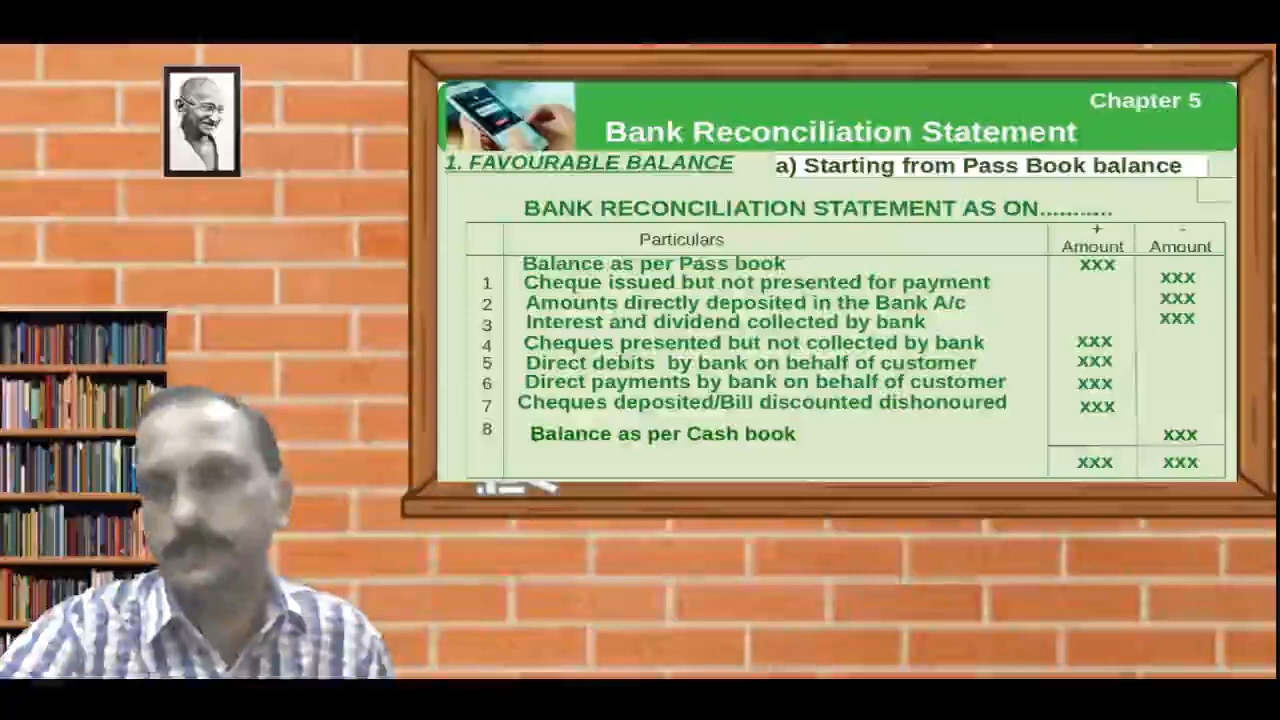 Chapter 5
Bank Reconciliation Statement
1. FAVOURABLE BALANCE a) Starting from Pass Book balance
BANK RECONCILIATION STATEMENT AS ON...........
Particulars + Amount - Amount
Balance as per Pass book xxx
1 Cheque issued but not presented for payment xxx
2 Amounts directly deposited in the Bank A/c xxx
3 Interest and dividend collected by bank xxx
4 Cheques presented but not collected by bank xxx
5 Direct debits by bank on behalf of customer xxx
6 Direct payments by bank on behalf of customer xxx
7 Cheques deposited/Bill discounted dishonoured xxx
8 Balance as per Cash book xxx
xxx xxx